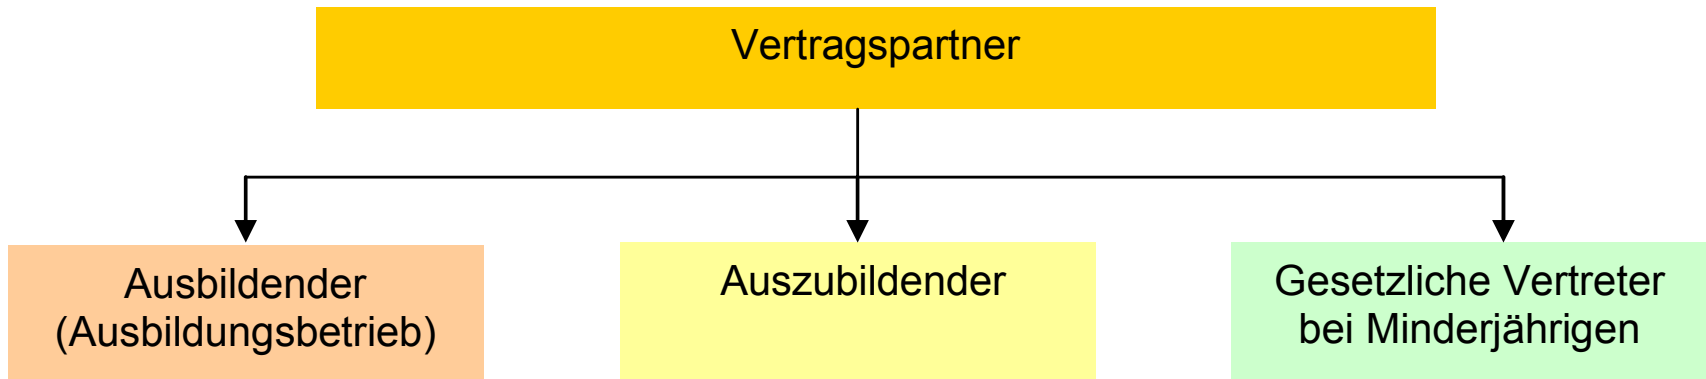 Vertragspartner
Ausbildender
(Ausbildungsbetrieb)
Auszubildender
Gesetzliche Vertreter
bei Minderjährigen